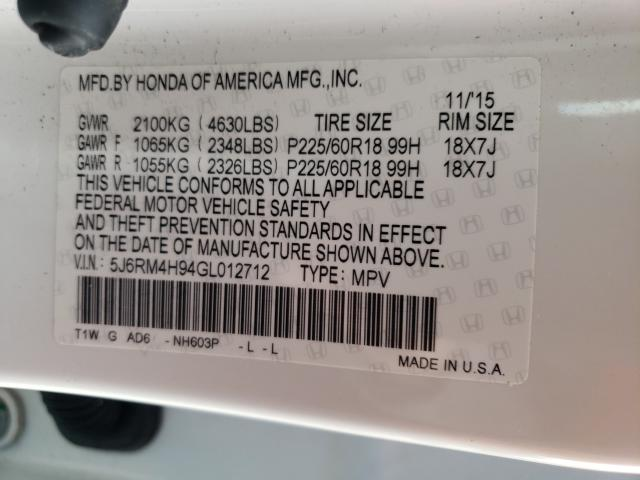 MFD.BY HONDA OF AMERICA MFG.,INC.
11/'15
GVWR 2100KG (4630LBS) TIRE SIZE RIM SIZE
GAWR F 1065KG (2348LBS) P225/60R18 99H 18X7J
GAWR R 1055KG (2326LBS) P225/60R18 99H 18X7J
THIS VEHICLE CONFORMS TO ALL APPLICABLE
FEDERAL MOTOR VEHICLE SAFETY
AND THEFT PREVENTION STANDARDS IN EFFECT
ON THE DATE OF MANUFACTURE SHOWN ABOVE.
V.I.N.: 5J6RM4H94GL012712 TYPE: MPV
T1W G AD6 -NH603P -L -L
MADE IN U.S.A.